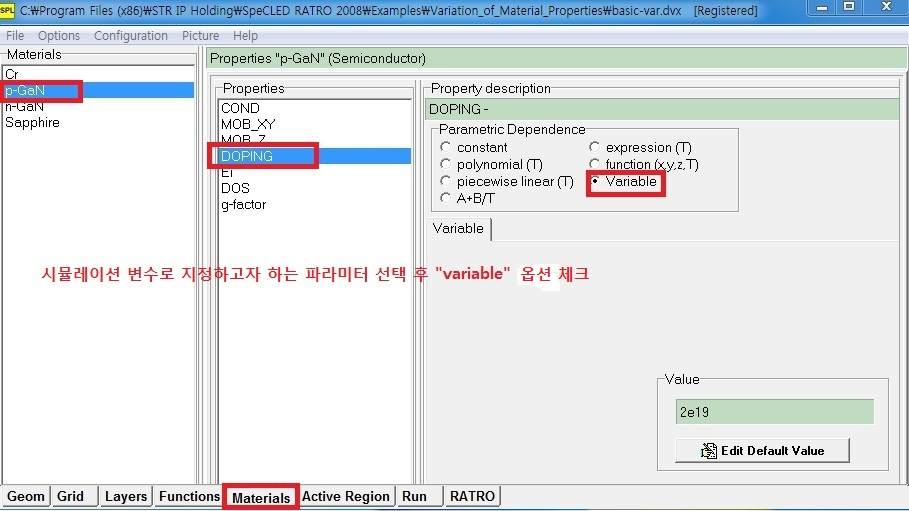 SPL C:₩Program Files (x86)₩STR IP Holding₩SpeCLED RATRO 2008₩Examples₩Variation_of_Material_Properties₩basic-var.dvx [Registered]
File Options Configuration Picture Help
Materials
Cr
p-GaN
n-GaN
Sapphire
Properties "p-GaN" (Semiconductor)
Properties
COND
MOB_XY
MOB_Z
DOPING
DOS
g-factor
Property description
DOPING -
Parametric Dependence
constant
polynomial (T)
piecewise linear (T)
A+B/T
expression (T)
function (x,y,z,T)
Variable
Variable
시뮬레이션 변수로 지정하고자 하는 파라미터 선택 후 "variable" 옵션 체크
Value
2e19
Edit Default Value
Geom Grid Layers Functions Materials Active Region Run RATRO